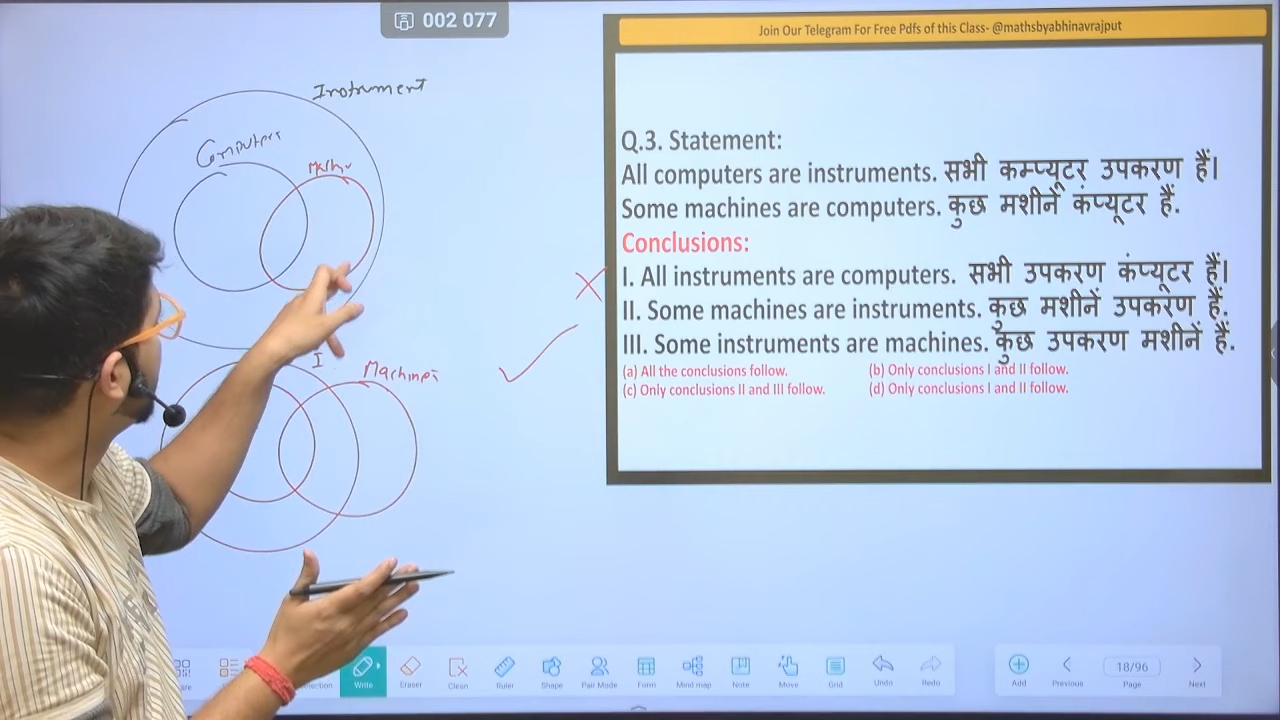 002 077
Join Our Telegram For Free Pdfs of this Class- @mathsbyabhinavrajput
Instrument
Computers
Q.3. Statement:
All computers are instruments. सभी कम्प्यूटर उपकरण हैं।
Some machines are computers. कुछ मशीनें कंप्यूटर हैं.
Conclusions:
I. All instruments are computers. सभी उपकरण कंप्यूटर हैं।
II. Some machines are instruments. कुछ मशीनें उपकरण हैं.
III. Some instruments are machines. कुछ उपकरण मशीनें हैं.
(a) All the conclusions follow. (b) Only conclusions I and II follow.
(c) Only conclusions II and III follow. (d) Only conclusions I and II follow.
I
Machines
Write Eraser Clean Ruler Shape Pair Mode Form Mind map Note Move Grid Undo Redo
Add Previous 18/96 Page Next